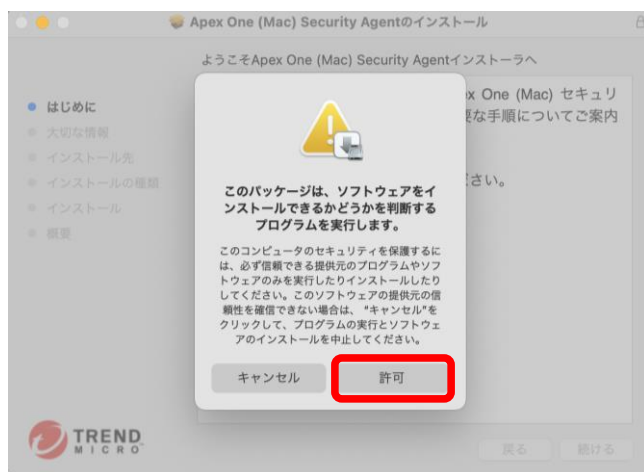 Apex One (Mac) Security Agentのインストール
ようこそApex One (Mac) Security Agentインストーラへ
ex One (Mac) セキュリ
要な手順についてご案内
ださい。
はじめに
大切な情報
インストール先
インストールの種類
インストール
概要
このパッケージは、ソフトウェアをイ
ンストールできるかどうかを判断する
プログラムを実行します。
このコンピュータのセキュリティを保護するに
は、必ず信頼できる提供元のプログラムやソフ
トウェアのみを実行したりインストールしたり
してください。このソフトウェアの提供元の信
頼性を確信できない場合は、"キャンセル"を
クリックして、プログラムの実行とソフトウェ
アのインストールを中止してください。
キャンセル
許可
TREND
MICRO
戻る
続ける